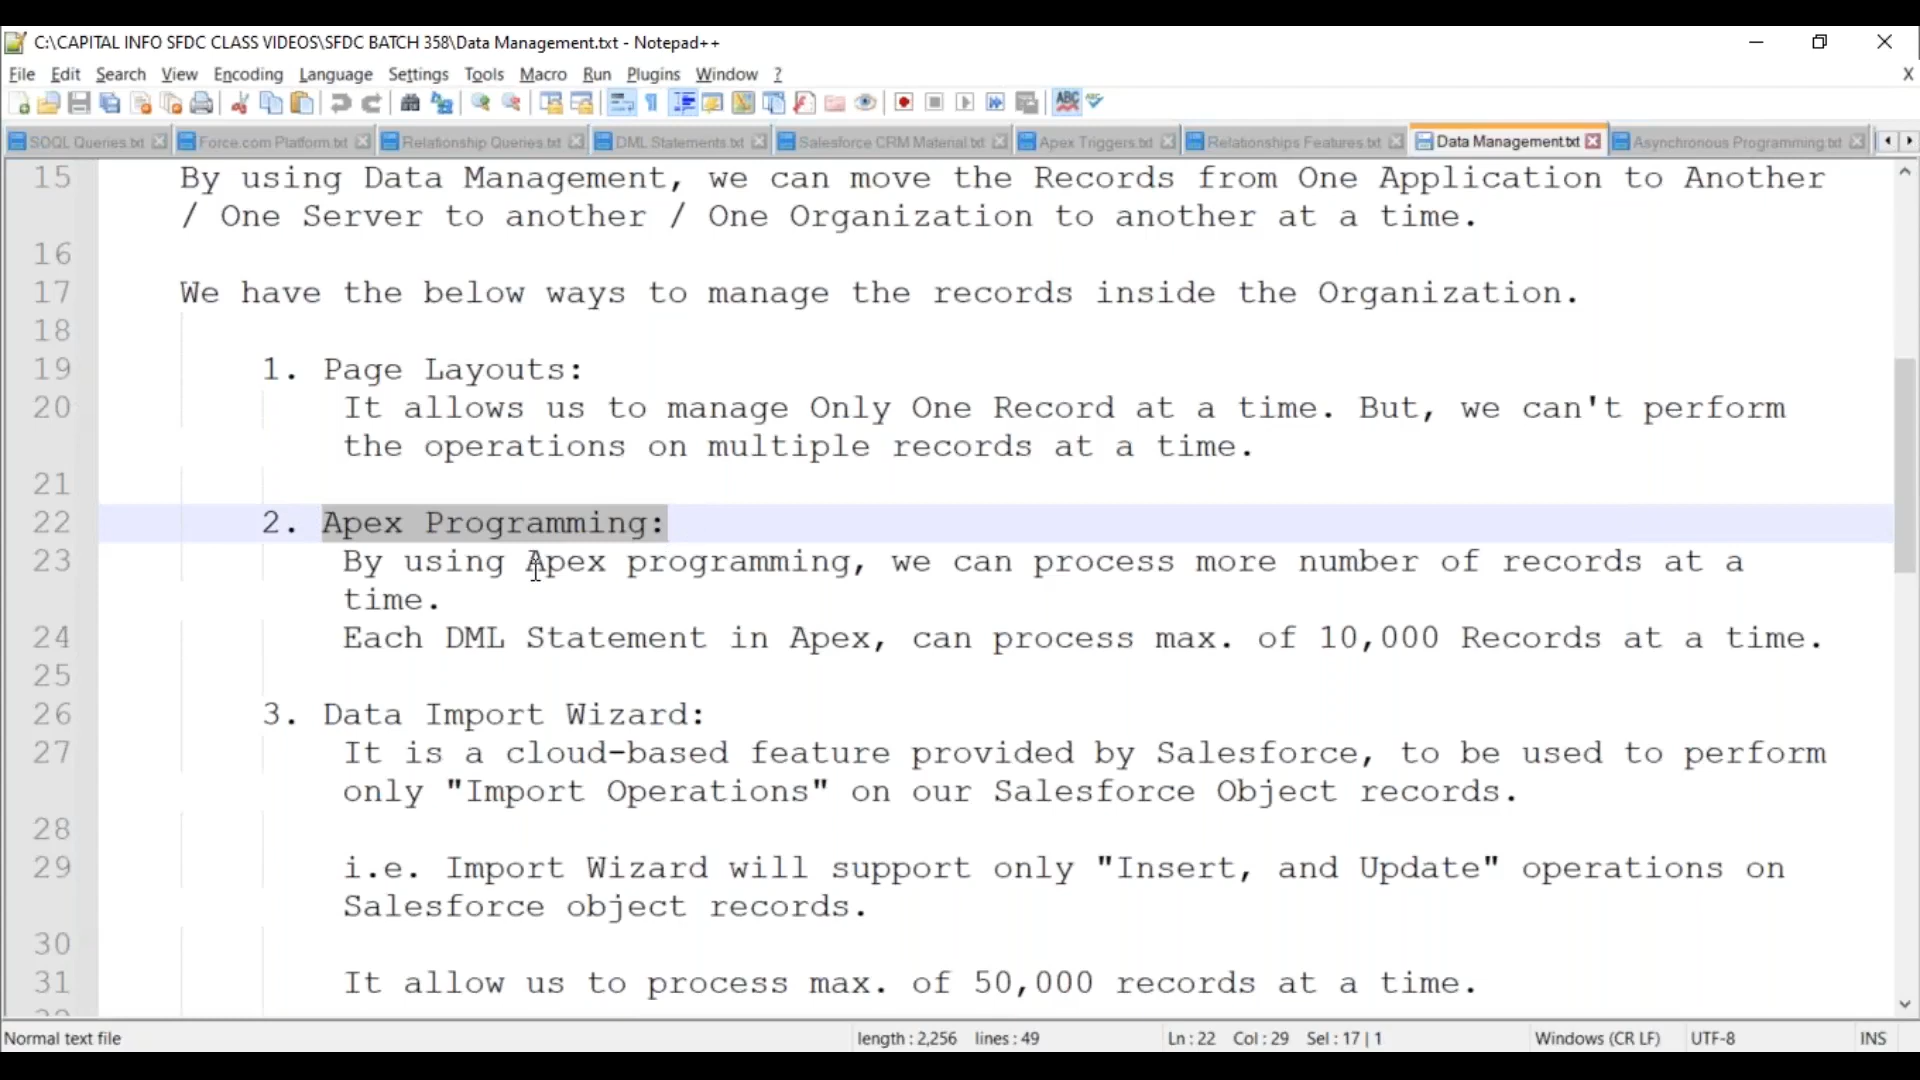 C:\CAPITAL INFO SFDC CLASS VIDEOS\SFDC BATCH 358\Data Management.txt - Notepad++
File Edit Search View Encoding Language Settings Tools Macro Run Plugins Window ? X
SOQL Queries.txt Force.com Platform.txt Relationship Queries.txt DML Statements.txt Salesforce CRM Material.txt Apex Triggers.txt Relationships Features.txt Data Management.txt Asynchronous Programming.txt
15 By using Data Management, we can move the Records from One Application to Another
/ One Server to another / One Organization to another at a time.
16
17 We have the below ways to manage the records inside the Organization.
18
19 1. Page Layouts:
20 It allows us to manage Only One Record at a time. But, we can't perform
the operations on multiple records at a time.
21
22 2. Apex Programming:
23 By using Apex programming, we can process more number of records at a
time.
24 Each DML Statement in Apex, can process max. of 10,000 Records at a time.
25
26 3. Data Import Wizard:
27 It is a cloud-based feature provided by Salesforce, to be used to perform
only "Import Operations" on our Salesforce Object records.
28
29 i.e. Import Wizard will support only "Insert, and Update" operations on
Salesforce object records.
30
31 It allow us to process max. of 50,000 records at a time.
Normal text file length : 2,256 lines : 49 Ln : 22 Col : 29 Sel : 17 | 1 Windows (CR LF) UTF-8 INS